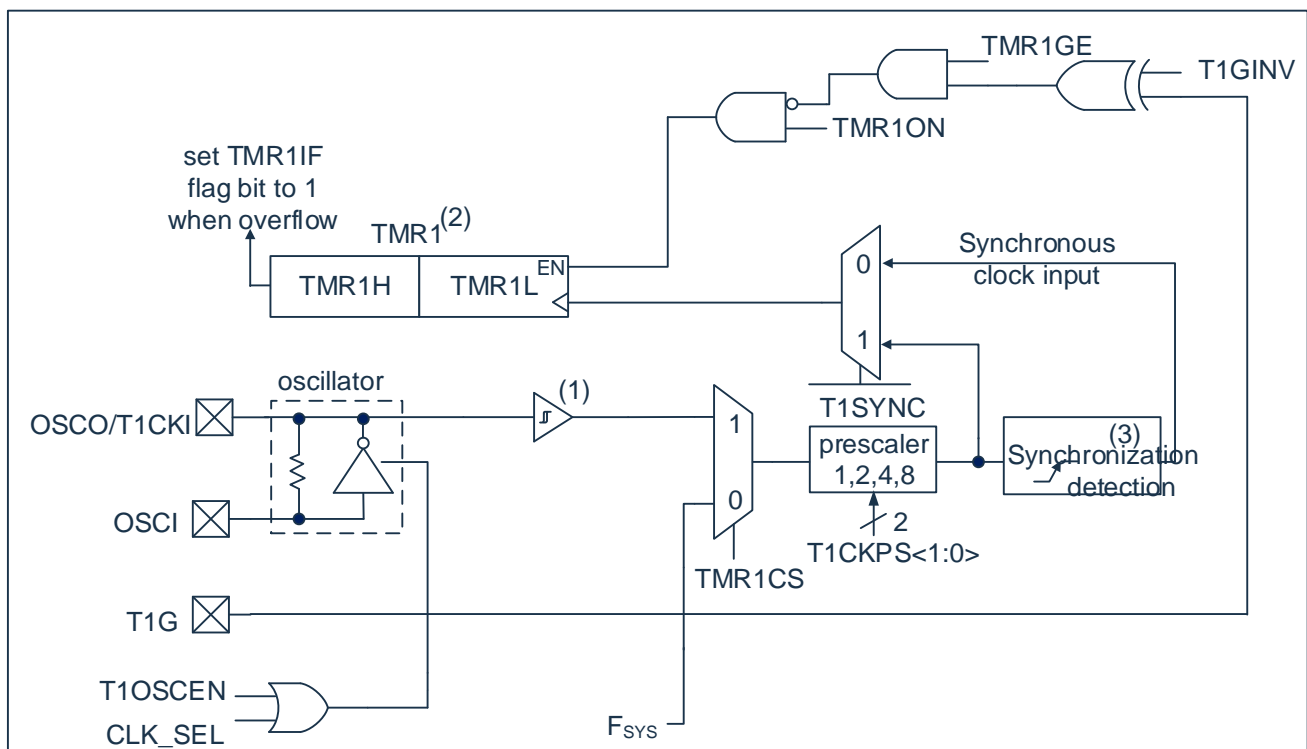 TMR1GE
T1GINV
TMR1ON
set TMR1IF
flag bit to 1
when overflow
TMR1(2)
EN
TMR1H
TMR1L
0
Synchronous
clock input
1
T1SYNC
oscillator
(1)
OSCO/T1CKI
1
prescaler
1,2,4,8
(3)
Synchronization
detection
0
OSCI
2
T1CKPS<1:0>
TMR1CS
T1G
T1OSCEN
CLK_SEL
FSYS